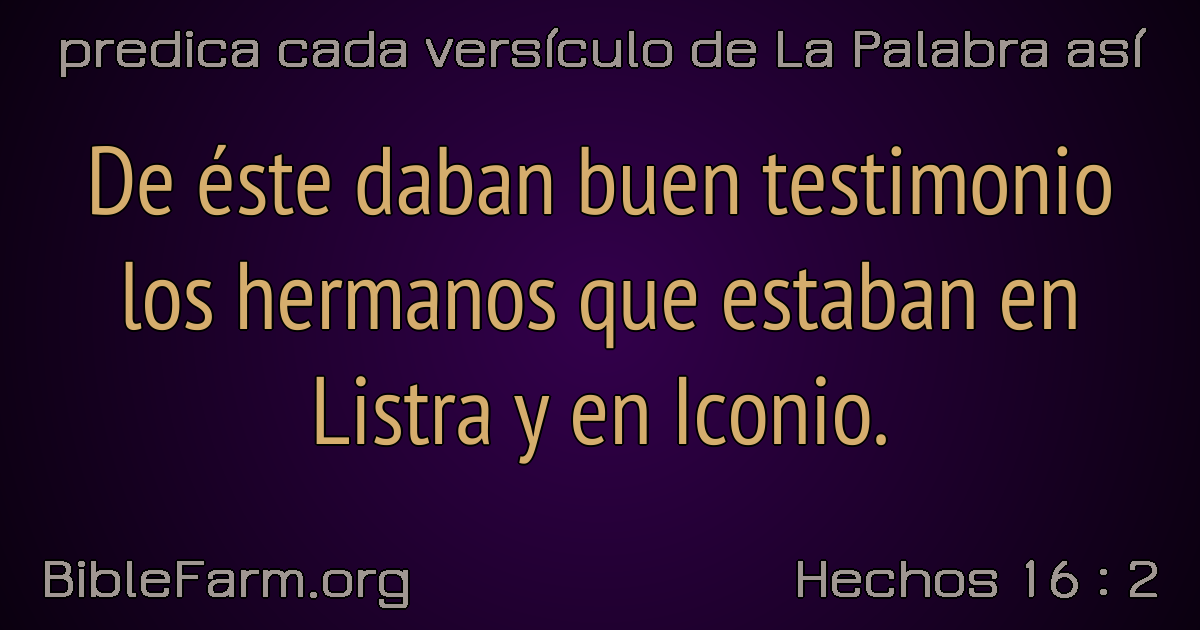 predica cada versículo de La Palabra así
De éste daban buen testimonio
los hermanos que estaban en
Listra y en Iconio.
BibleFarm.org
Hechos 16 : 2